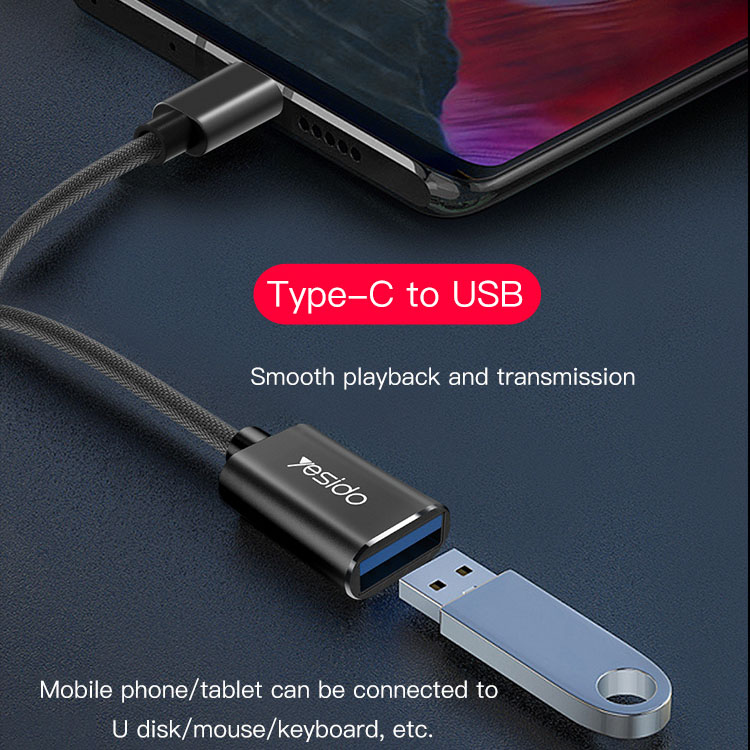 Type-C to USB
Smooth playback and transmission
yesido
Mobile phone/tablet can be connected to
U disk/mouse/keyboard, etc.